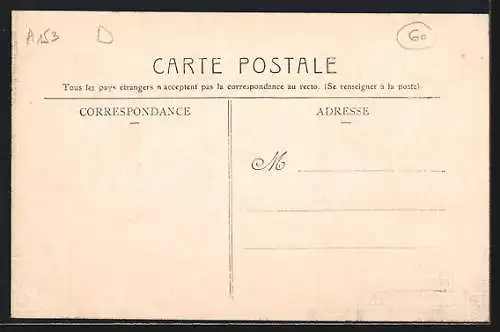 A153 D 60
CARTE POSTALE
Tous les pays étrangers n'acceptent pas la correspondance au recto. (Se renseigner à la poste)
CORRESPONDANCE ADRESSE
M